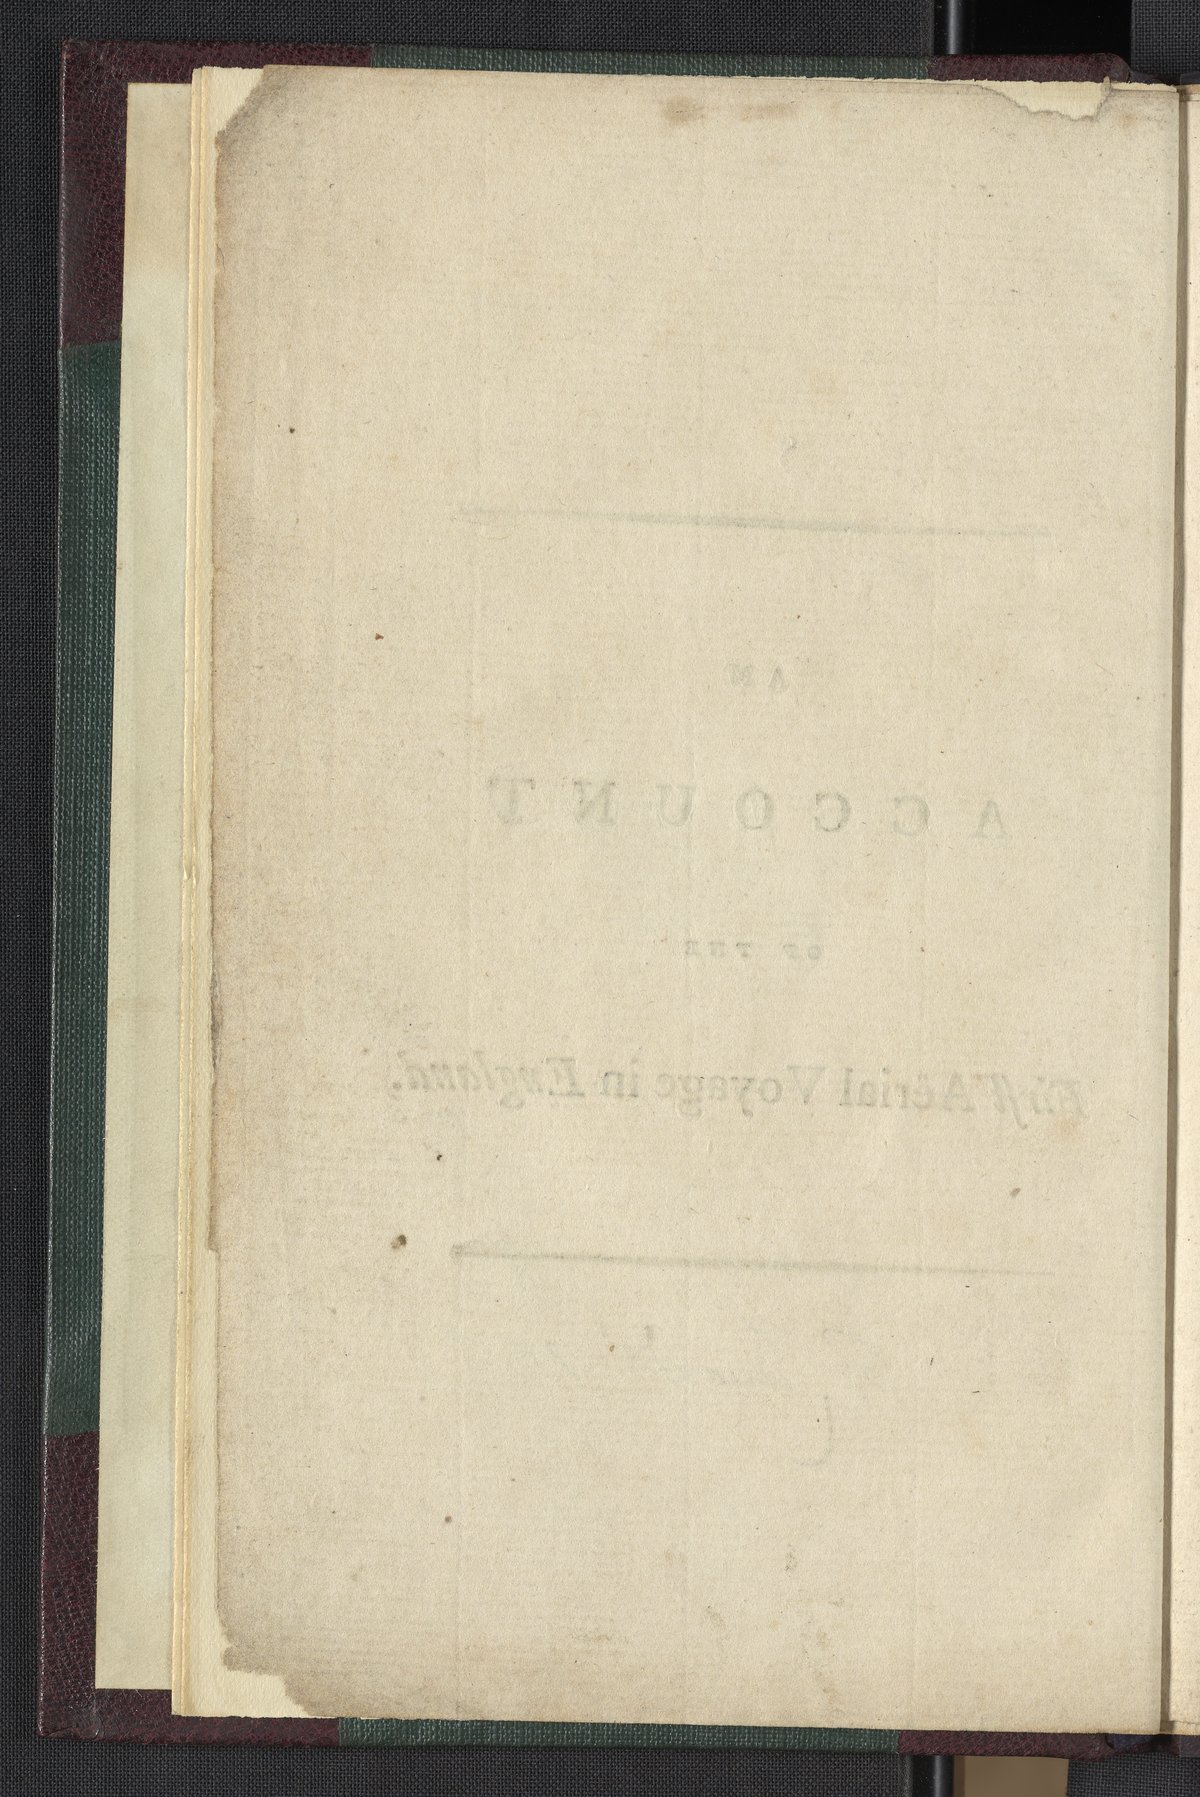 AN
ACCOUNT
OF THE
Firſt Aërial Voyage in England.